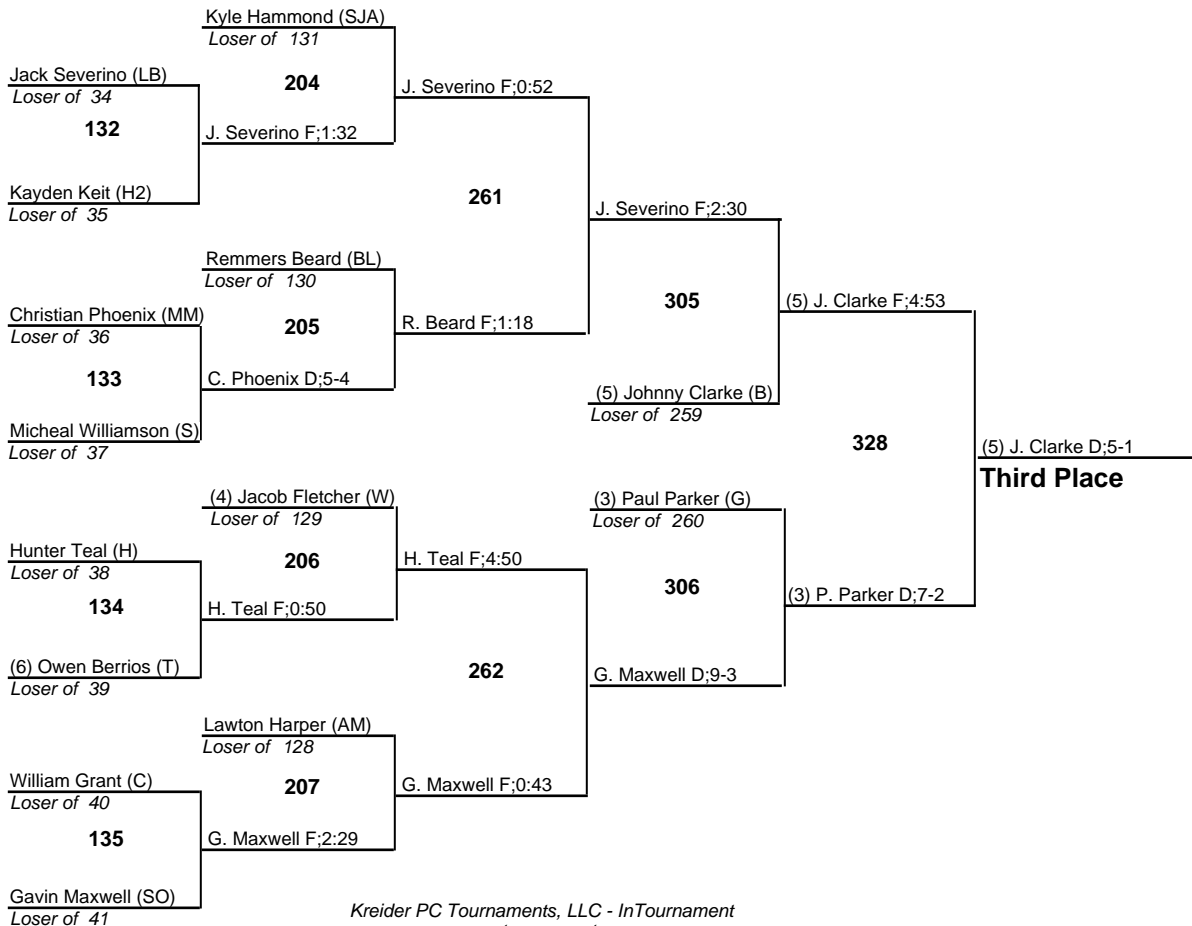 Kyle Hammond (SJA)
Loser of 131
Jack Severino (LB)
Loser of 34
204
J. Severino F;0:52
132
J. Severino F;1:32
Kayden Keit (H2)
Loser of 35
261
J. Severino F;2:30
Remmers Beard (BL)
Loser of 130
Christian Phoenix (MM)
Loser of 36
205
R. Beard F;1:18
305
(5) J. Clarke F;4:53
133
C. Phoenix D;5-4
(5) Johnny Clarke (B)
Loser of 259
Micheal Williamson (S)
Loser of 37
328
(5) J. Clarke D;5-1
Third Place
(4) Jacob Fletcher (W)
Loser of 129
(3) Paul Parker (G)
Loser of 260
Hunter Teal (H)
Loser of 38
206
H. Teal F;4:50
306
(3) P. Parker D;7-2
134
H. Teal F;0:50
(6) Owen Berrios (T)
Loser of 39
262
G. Maxwell D;9-3
Lawton Harper (AM)
Loser of 128
William Grant (C)
Loser of 40
207
G. Maxwell F;0:43
135
G. Maxwell F;2:29
Gavin Maxwell (SO)
Loser of 41
Kreider PC Tournaments, LLC - InTournament